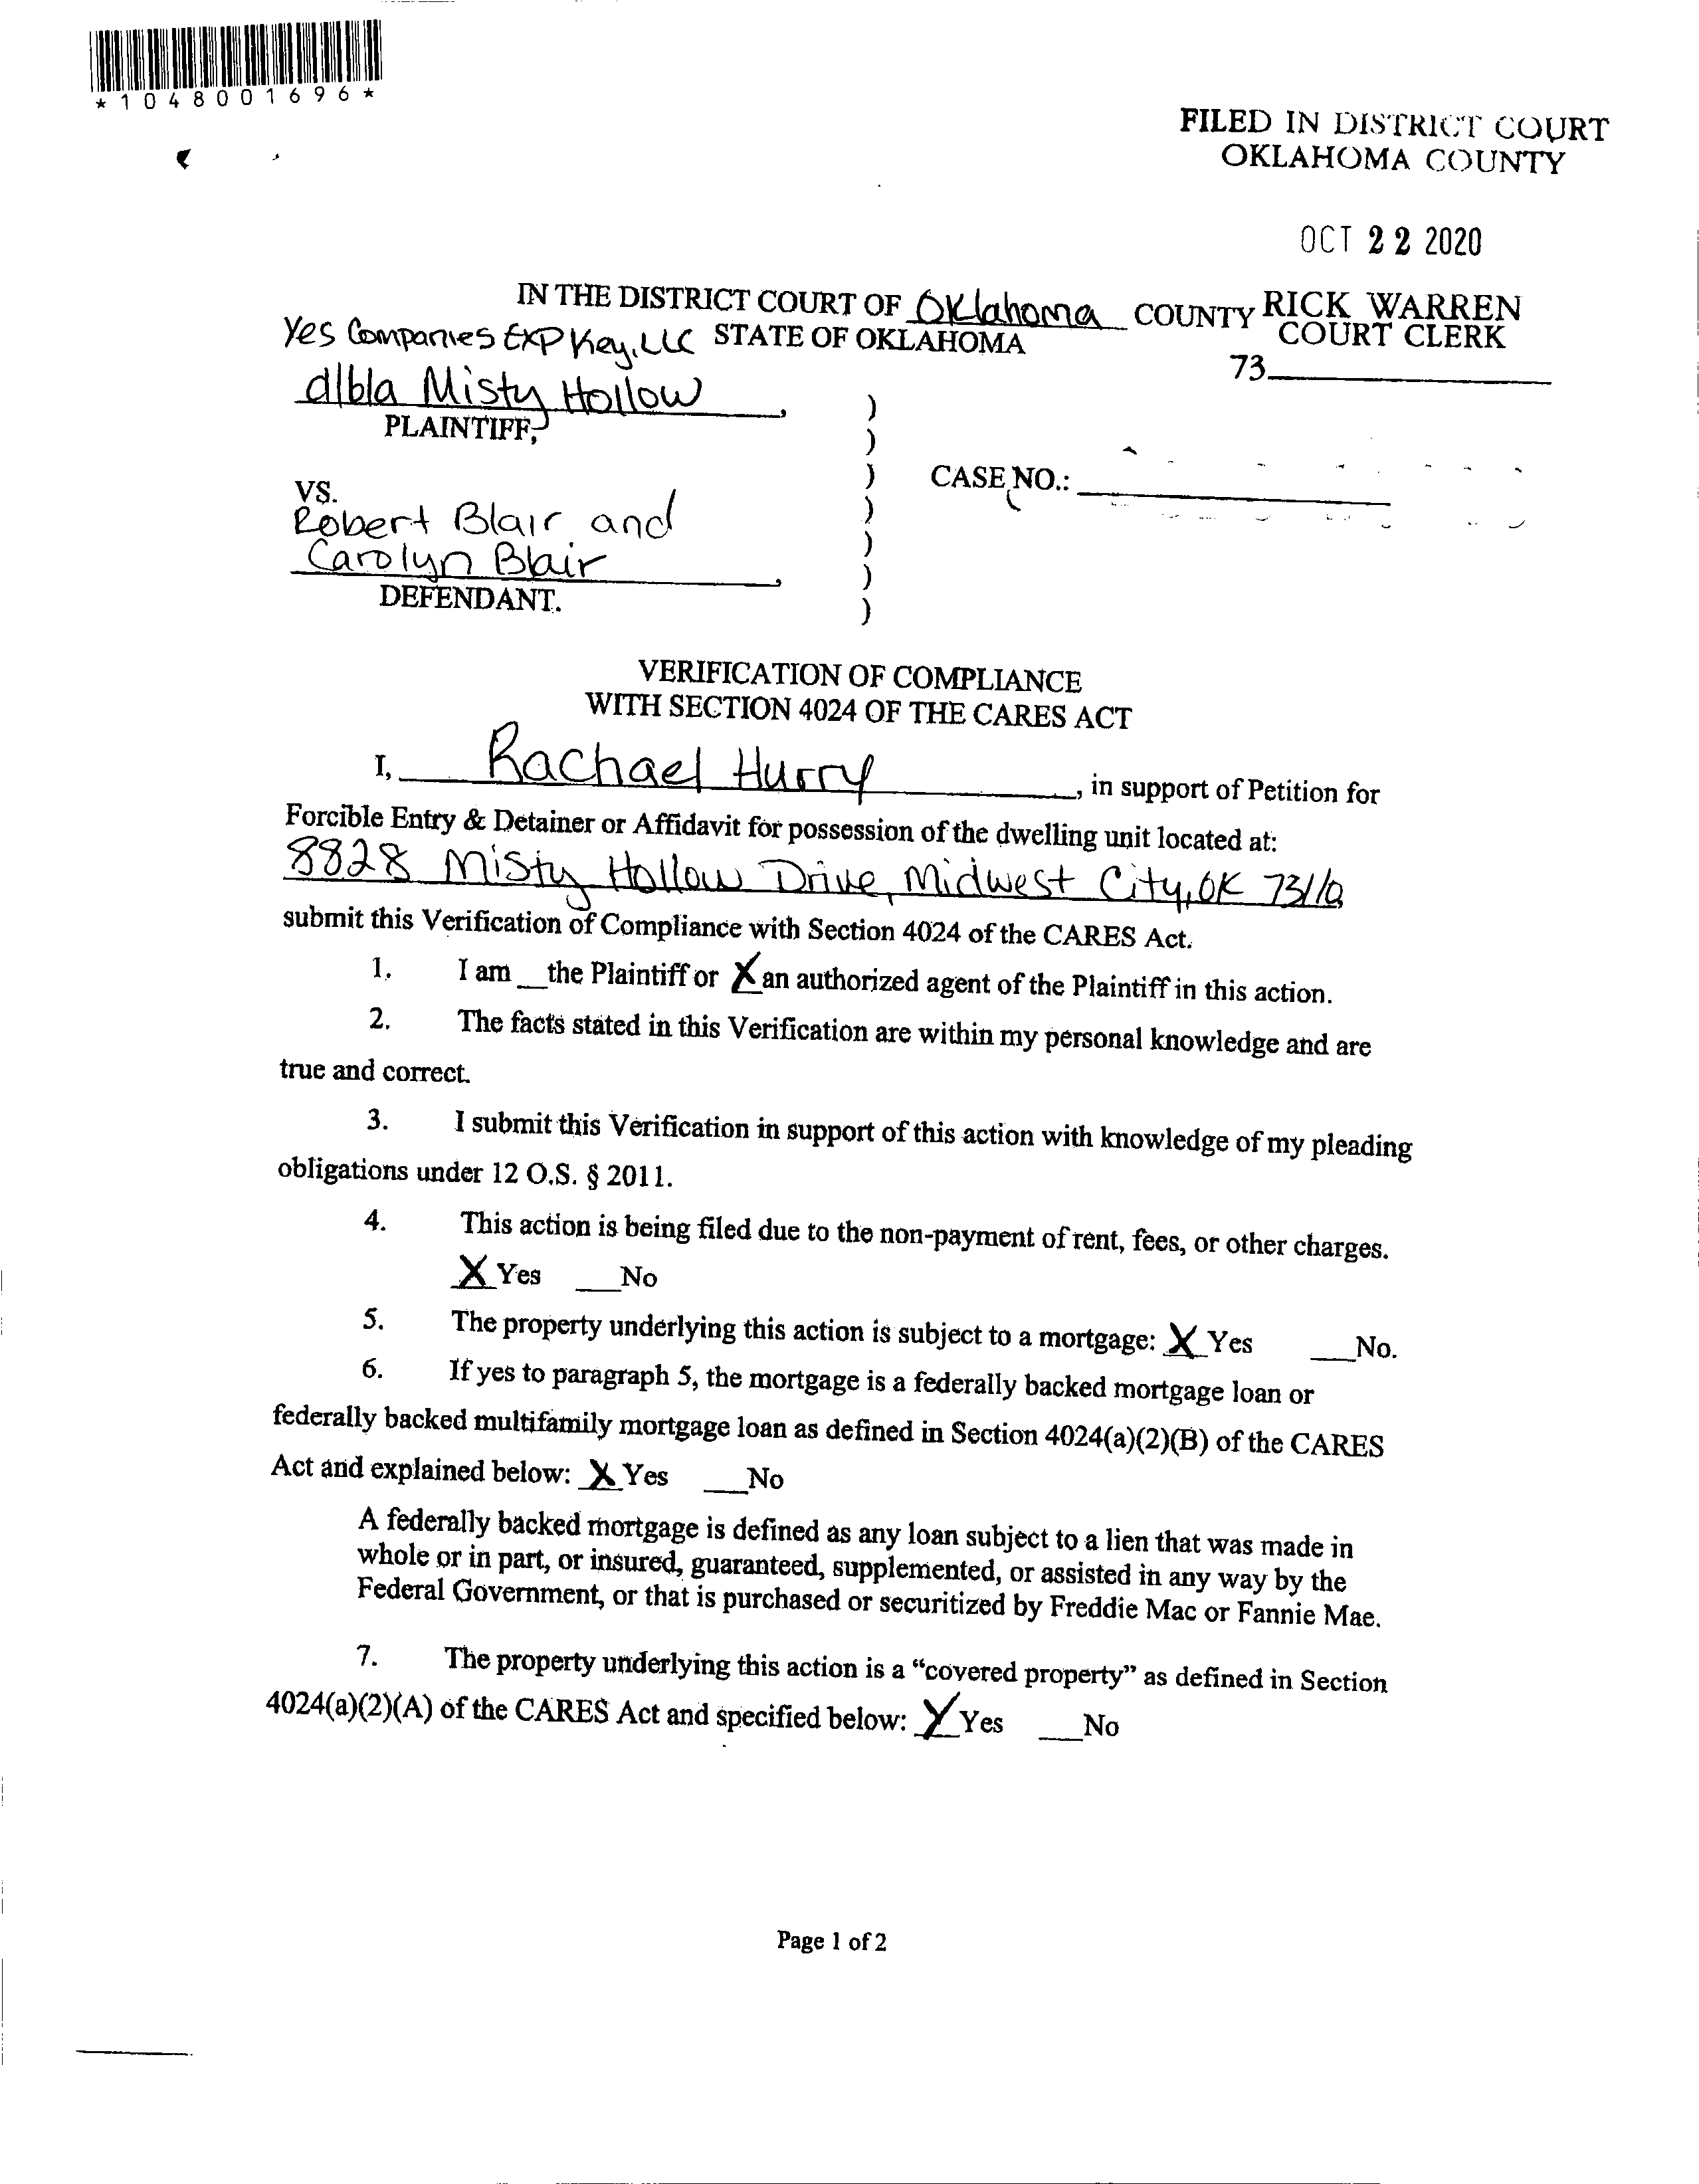 *1048001696*
FILED IN DISTRICT COURT
OKLAHOMA COUNTY
OCT 22 2020
IN THE DISTRICT COURT OF Oklahoma COUNTY RICK WARREN
Yes Companies EXP Key, LLC STATE OF OKLAHOMA COURT CLERK
73
d/b/a Misty Hollow,
PLAINTIFF,
)
)
)
)
)
)
)
CASE NO.:
VS.
Robert Blair and
Carolyn Blair,
DEFENDANT.
VERIFICATION OF COMPLIANCE
WITH SECTION 4024 OF THE CARES ACT
I, Rachael Hurry, in support of Petition for
Forcible Entry & Detainer or Affidavit for possession of the dwelling unit located at:
8828 Misty Hollow Drive, Midwest City, OK
submit this Verification of Compliance with Section 4024 of the CARES Act.
1. I am __the Plaintiff or X an authorized agent of the Plaintiff in this action.
2. The facts stated in this Verification are within my personal knowledge and are
true and correct.
3. I submit this Verification in support of this action with knowledge of my pleading
obligations under 12 O.S. § 2011.
4. This action is being filed due to the non-payment of rent, fees, or other charges.
X Yes __No
5. The property underlying this action is subject to a mortgage: X Yes __No.
6. If yes to paragraph 5, the mortgage is a federally backed mortgage loan or
federally backed multifamily mortgage loan as defined in Section 4024(a)(2)(B) of the CARES
Act and explained below: X Yes __No
A federally backed mortgage is defined as any loan subject to a lien that was made in
whole or in part, or insured, guaranteed, supplemented, or assisted in any way by the
Federal Government, or that is purchased or securitized by Freddie Mac or Fannie Mae.
7. The property underlying this action is a “covered property” as defined in Section
4024(a)(2)(A) of the CARES Act and specified below: X Yes __No
Page 1 of 2